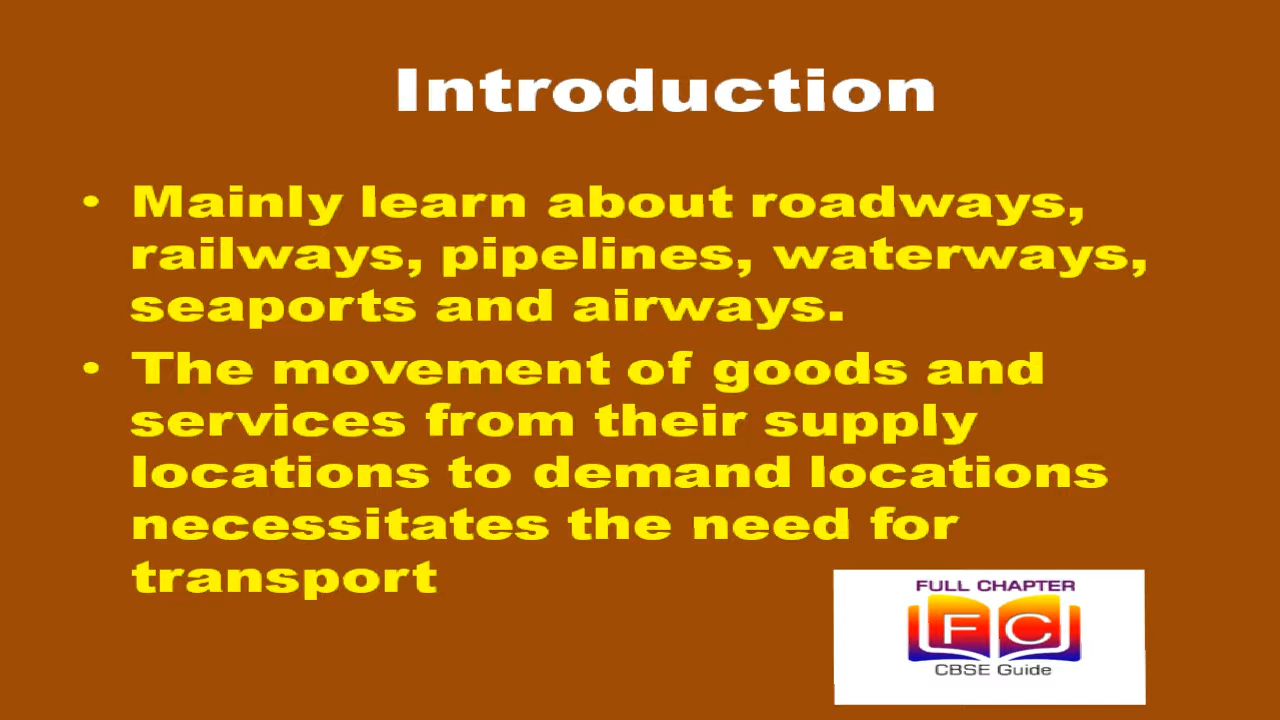 Introduction
• Mainly learn about roadways,
railways, pipelines, waterways,
seaports and airways.
• The movement of goods and
services from their supply
locations to demand locations
necessitates the need for
transport
FULL CHAPTER
FC
CBSE Guide